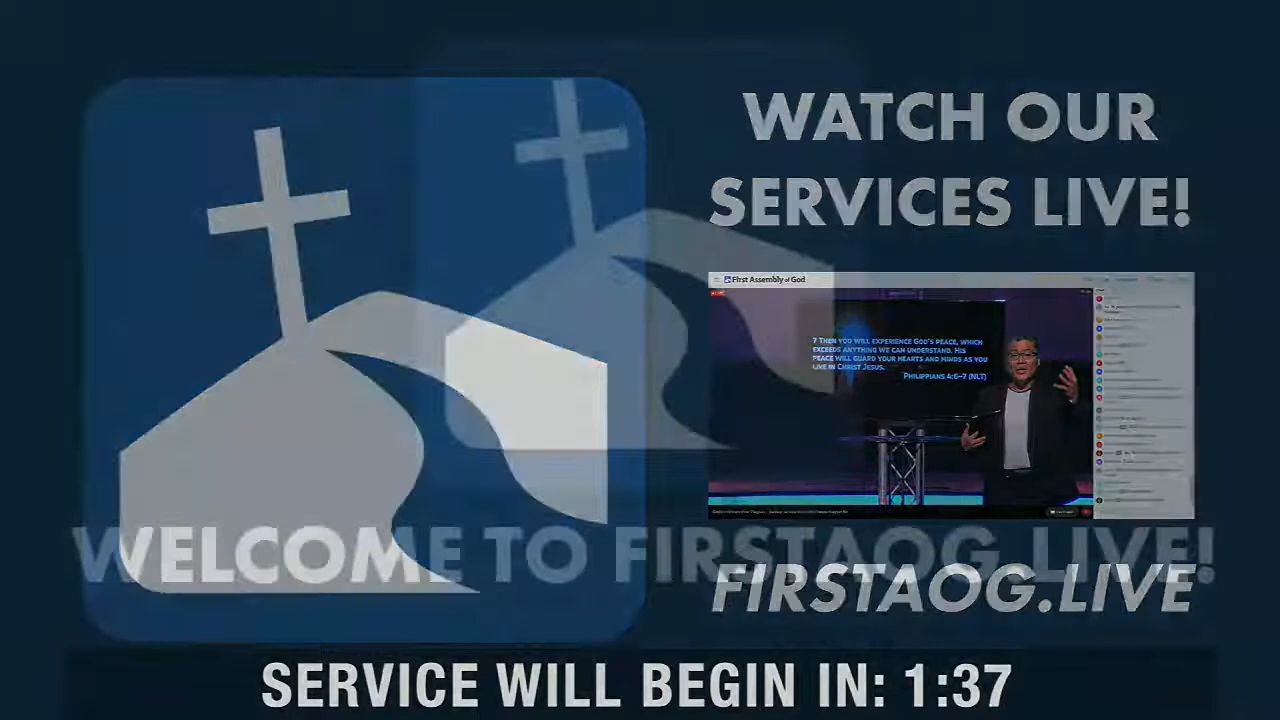 WATCH OUR
SERVICES LIVE!
First Assembly of God
7 THEN YOU WILL EXPERIENCE GOD'S PEACE, WHICH
EXCEEDS ANYTHING WE CAN UNDERSTAND. HIS
PEACE WILL GUARD YOUR HEARTS AND MINDS AS YOU
LIVE IN CHRIST JESUS.
PHILIPPIANS 4:6–7 (NLT)
WELCOME TO FIRSTAOG.LIVE!
FIRSTAOG.LIVE
SERVICE WILL BEGIN IN: 1:37